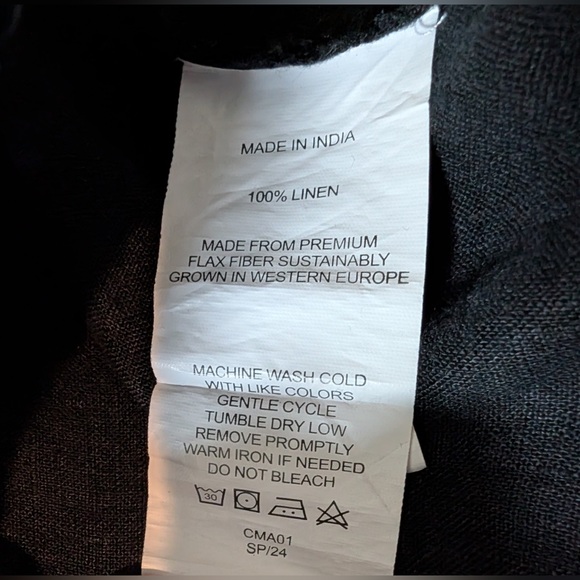 MADE IN INDIA
100% LINEN
MADE FROM PREMIUM
FLAX FIBER SUSTAINABLY
GROWN IN WESTERN EUROPE
MACHINE WASH COLD
WITH LIKE COLORS
GENTLE CYCLE
TUMBLE DRY LOW
REMOVE PROMPTLY
WARM IRON IF NEEDED
DO NOT BLEACH
30
CMA01
SP/24